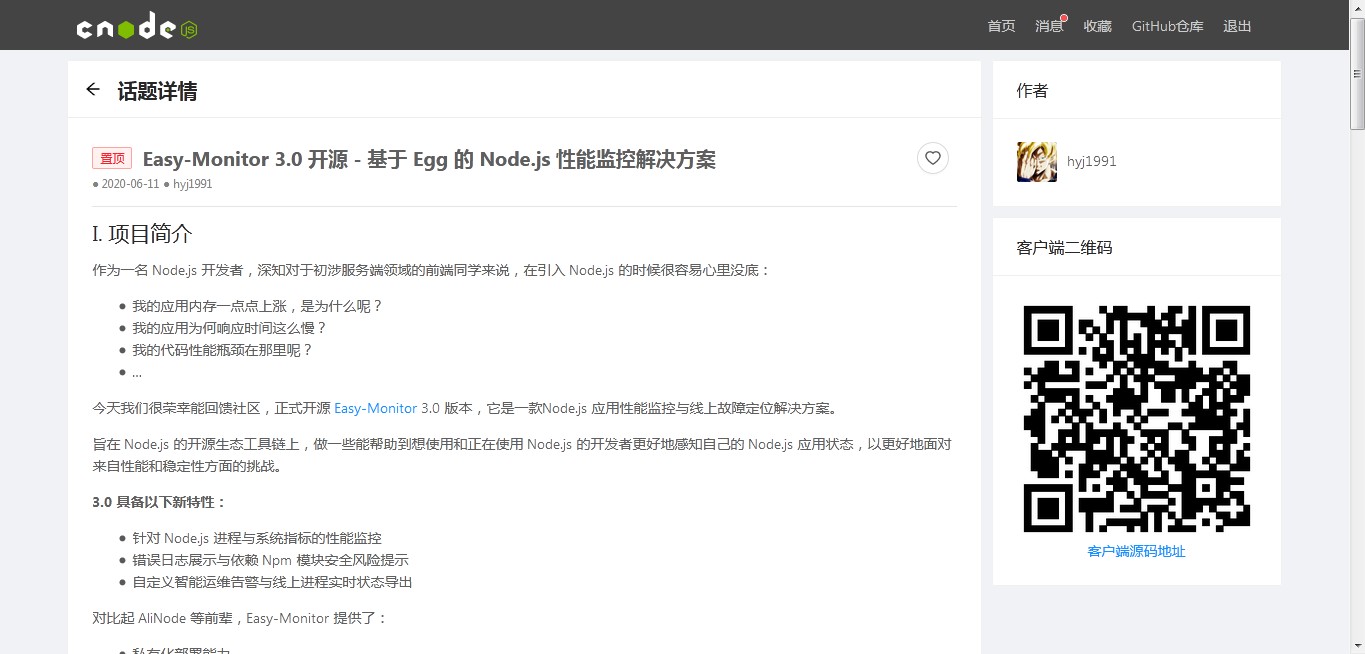 cnode JS
首页 消息 收藏 GitHub仓库 退出
话题详情
置顶 Easy-Monitor 3.0 开源 - 基于 Egg 的 Node.js 性能监控解决方案
● 2020-06-11 ● hyj1991
I. 项目简介
作为一名 Node.js 开发者，深知对于初涉服务端领域的前端同学来说，在引入 Node.js 的时候很容易心里没底：
● 我的应用内存一点点上涨，是为什么呢？
● 我的应用为何响应时间这么慢？
● 我的代码性能瓶颈在那里呢？
● ...
今天我们很荣幸能回馈社区，正式开源 Easy-Monitor 3.0 版本，它是一款Node.js 应用性能监控与线上故障定位解决方案。
旨在 Node.js 的开源生态工具链上，做一些能帮助到想使用和正在使用 Node.js 的开发者更好地感知自己的 Node.js 应用状态，以更好地面对
来自性能和稳定性方面的挑战。
3.0 具备以下新特性：
● 针对 Node.js 进程与系统指标的性能监控
● 错误日志展示与依赖 Npm 模块安全风险提示
● 自定义智能运维告警与线上进程实时状态导出
对比起 AliNode 等前辈，Easy-Monitor 提供了：
● 私有化部署能力
作者
hyj1991
客户端二维码
客户端源码地址